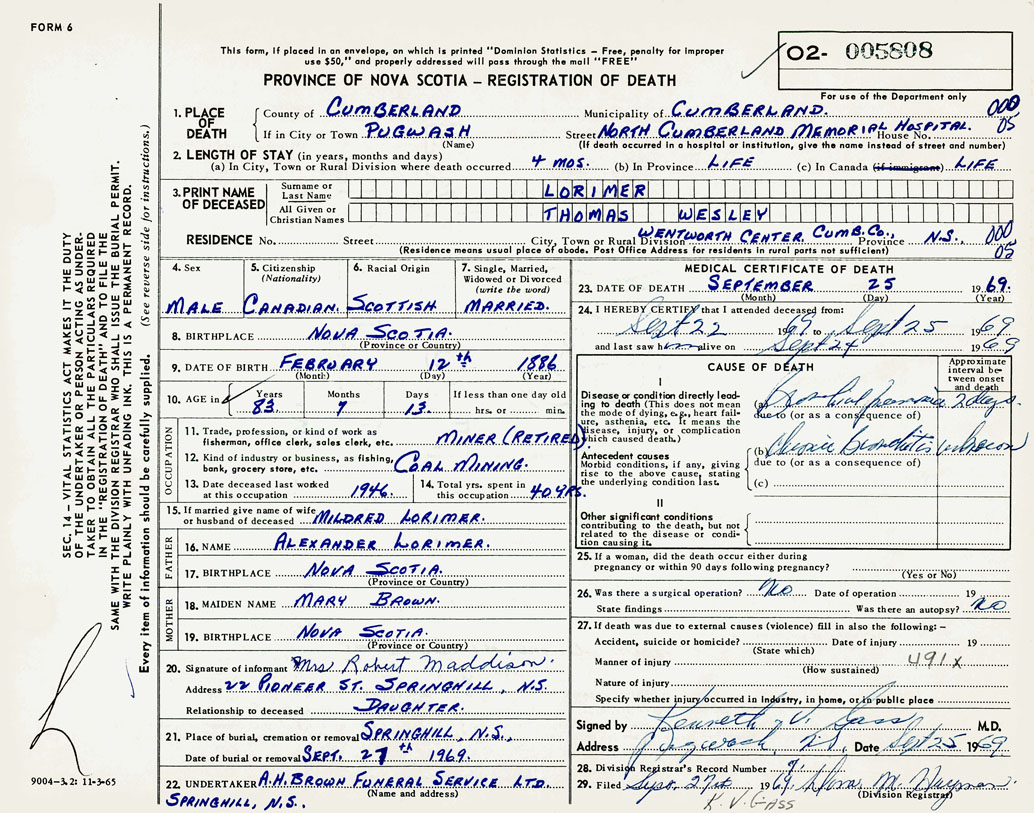 FORM 6
This form, if placed in an envelope, on which is printed "Dominion Statistics – Free, penalty for improper
use $50," and properly addressed will pass through the mail "FREE"
02- 005808
PROVINCE OF NOVA SCOTIA – REGISTRATION OF DEATH
For use of the Department only
1. PLACE OF DEATH County of CUMBERLAND Municipality of CUMBERLAND. 000
If in City or Town PUGWASH Street NORTH CUMBERLAND MEMORIAL HOSPITAL. House No. 05
(Name) (If death occurred in a hospital or institution, give the name instead of street and number)
2. LENGTH OF STAY (in years, months and days)
(a) In City, Town or Rural Division where death occurred 4 MOS. (b) In Province LIFE (c) In Canada (if immigrant) LIFE
3. PRINT NAME OF DECEASED Surname or Last Name LORIMER
All Given or Christian Names THOMAS WESLEY
RESIDENCE No. Street City, Town or Rural Division WENTWORTH CENTER, CUMB. CO., Province N.S., 000
(Residence means usual place of abode. Post Office Address for residents in rural parts not sufficient) 05
4. Sex MALE
5. Citizenship (Nationality) CANADIAN.
6. Racial Origin SCOTTISH
7. Single, Married, Widowed or Divorced (write the word) MARRIED.
8. BIRTHPLACE NOVA SCOTIA.
(Province or Country)
9. DATE OF BIRTH FEBRUARY 12th 1886
(Month) (Day) (Year)
10. AGE in Years 83 Months 7 Days 13 If less than one day old hrs. or min.
OCCUPATION
11. Trade, profession or kind of work as fisherman, office clerk, sales clerk, etc. MINER (RETIRED)
12. Kind of industry or business, as fishing, bank, grocery store, etc. COAL MINING.
13. Date deceased last worked at this occupation 1946.
14. Total yrs. spent in this occupation 40 YRS.
15. If married give name of wife or husband of deceased MILDRED LORIMER.
FATHER
16. NAME ALEXANDER LORIMER.
17. BIRTHPLACE NOVA SCOTIA.
(Province or Country)
MOTHER
18. MAIDEN NAME MARY BROWN.
19. BIRTHPLACE NOVA SCOTIA.
(Province or Country)
20. Signature of informant Mrs Robert Maddison.
Address 22 PIONEER ST. SPRINGHILL, N.S.
Relationship to deceased DAUGHTER.
21. Place of burial, cremation or removal SPRINGHILL, N.S.,
Date of burial or removal SEPT. 27th 1969.
22. UNDERTAKER A.H. BROWN FUNERAL SERVICE LTD.,
(Name and address)
SPRINGHILL, N.S.,
MEDICAL CERTIFICATE OF DEATH
23. DATE OF DEATH SEPTEMBER 25 1969.
(Month) (Day) (Year)
24. I HEREBY CERTIFY that I attended deceased from:
Sept 22 1969 to Sept 25 1969
and last saw him alive on Sept 24 1969
CAUSE OF DEATH
Approximate interval between onset and death
I
Disease or condition directly leading to death (This does not mean the mode of dying, e.g., heart failure, asthenia, etc. It means the disease, injury, or complication which caused death.)
(a) Bronchial pneumonia 2 days.
due to (or as a consequence of)
Antecedent causes
Morbid conditions, if any, giving rise to the above cause, stating the underlying condition last.
(b) Chronic bronchitis unknown
due to (or as a consequence of)
(c)
II
Other significant conditions contributing to the death, but not related to the disease or condition causing it.
25. If a woman, did the death occur either during
pregnancy or within 90 days following pregnancy?
(Yes or No)
26. Was there a surgical operation? No Date of operation 19
State findings Was there an autopsy? No
27. If death was due to external causes (violence) fill in also the following: –
Accident, suicide or homicide? Date of injury 19
(State which)
Manner of injury 491X
(How sustained)
Nature of injury
Specify whether injury occurred in Industry, in home, or in public place
Signed by Kenneth V. Gass M.D.
Address Pugwash, N.S. Date Sept 25 1969
28. Division Registrar's Record Number 9.
29. Filed Sept. 27th 1969
(Division Registrar)
K. V. GASS
SEC. 14 – VITAL STATISTICS ACT MAKES IT THE DUTY
OF THE UNDERTAKER OR PERSON ACTING AS UNDER-
TAKER TO OBTAIN ALL THE PARTICULARS REQUIRED
IN THE "REGISTRATION OF DEATH" AND TO FILE THE
SAME WITH THE DIVISION REGISTRAR WHO SHALL ISSUE THE BURIAL PERMIT.
WRITE PLAINLY WITH UNFADING INK. THIS IS A PERMANENT RECORD.
Every item of information should be carefully supplied. (See reverse side for instructions.)
9004-3.2: 11-3-65